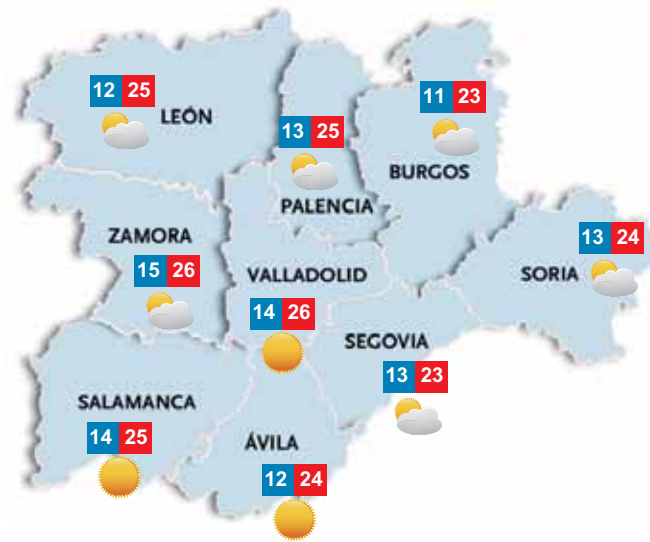 12 25
LEÓN
11 23
BURGOS
13 25
PALENCIA
ZAMORA
15 26
VALLADOLID
14 26
13 24
SORIA
SEGOVIA
13 23
SALAMANCA
14 25
ÁVILA
12 24